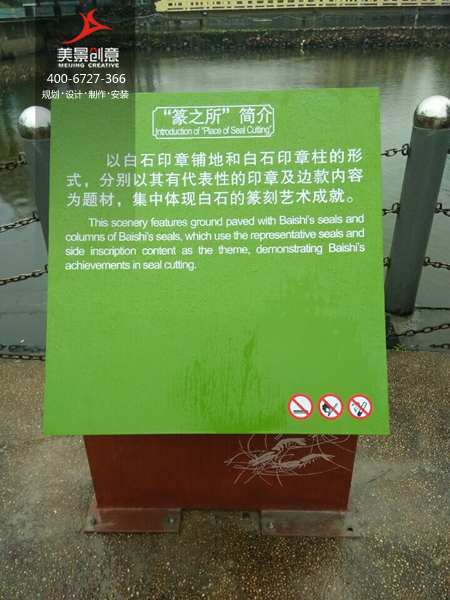 美景创意
MEIJING CREATIVE
400-6727-366
规划·设计·制作·安装
“篆之所”简介
Introduction of "Place of Seal Cutting"
以白石印章铺地和白石印章柱的形
式，分别以其有代表性的印章及边款内容
为题材，集中体现白石的篆刻艺术成就。
This scenery features ground paved with Baishi's seals and
columns of Baishi's seals, which use the representative seals and
side inscription content as the theme, demonstrating Baishi's
achievements in seal cutting.